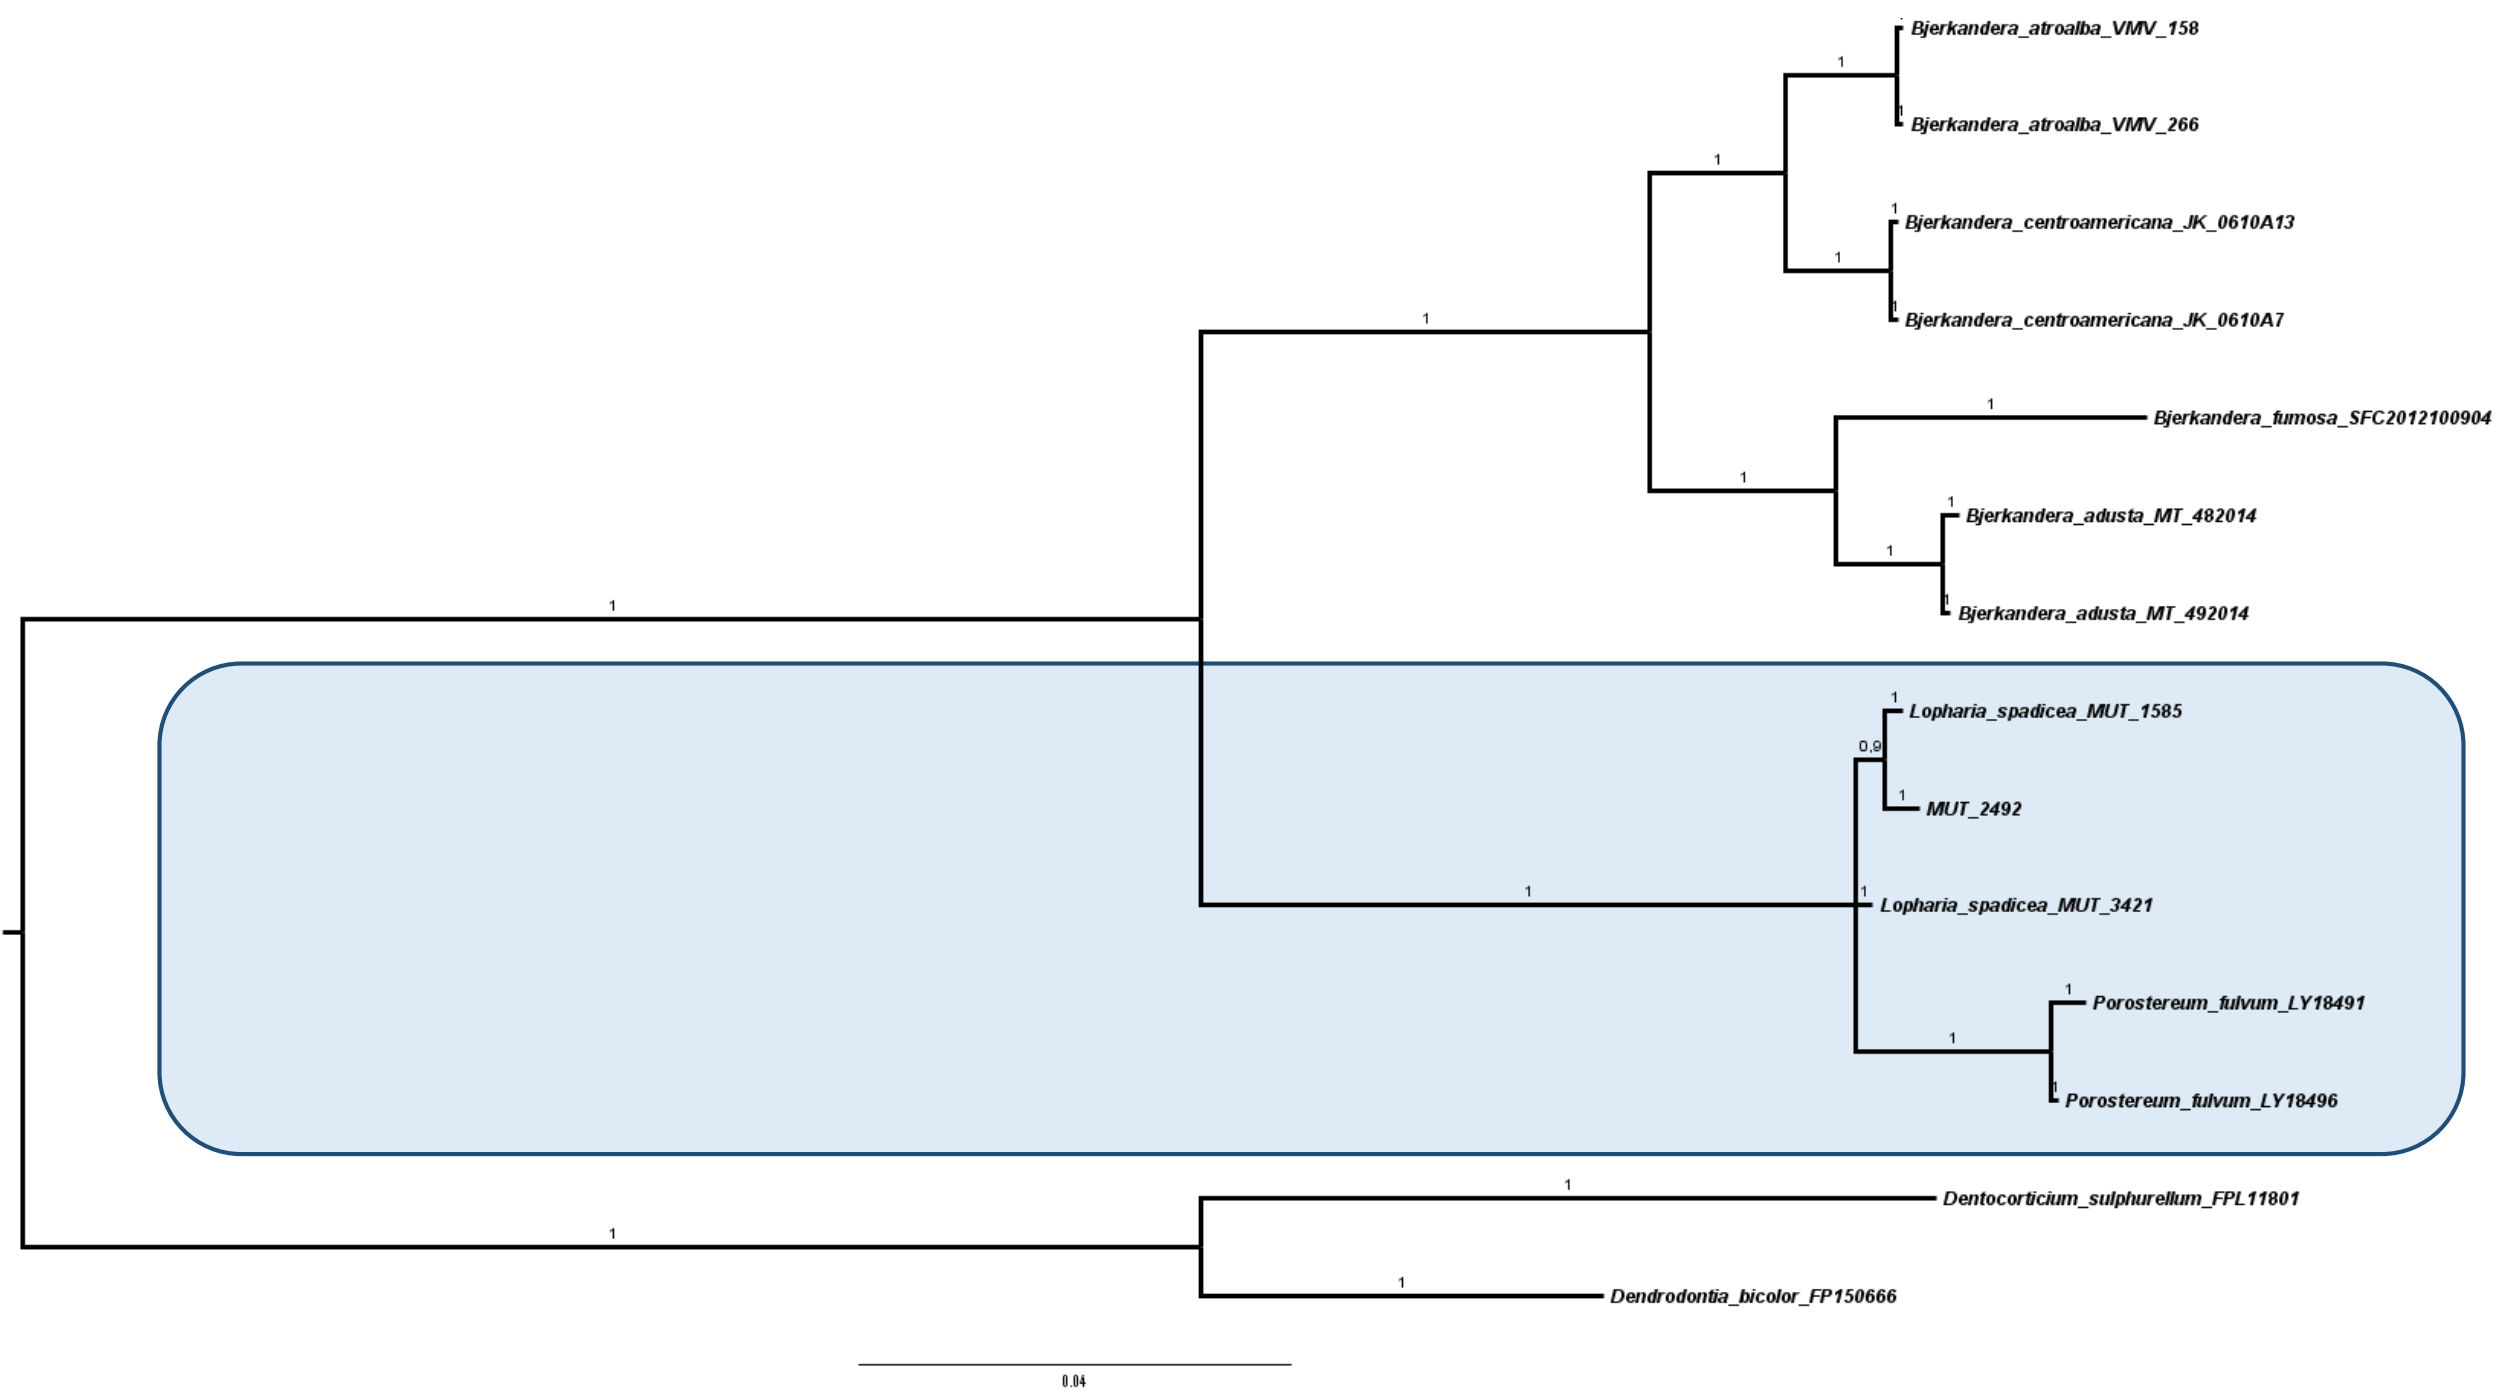 Bjerkandera_atroalba_VMV_158
1
1
Bjerkandera_atroalba_VMV_266
1
1
Bjerkandera_centroamericana_JK_0610A13
1
1
Bjerkandera_centroamericana_JK_0610A7
1
1
Bjerkandera_fumosa_SFC2012100904
1
1
Bjerkandera_adusta_MT_482014
1
1
Bjerkandera_adusta_MT_492014
1
1
Lopharia_spadicea_MUT_1585
0,9
1
MUT_2492
1
1
Lopharia_spadicea_MUT_3421
1
Porostereum_fulvum_LY18491
1
1
Porostereum_fulvum_LY18496
1
Dentocorticium_sulphurellum_FPL11801
1
1
Dendrodontia_bicolor_FP150666
0.04